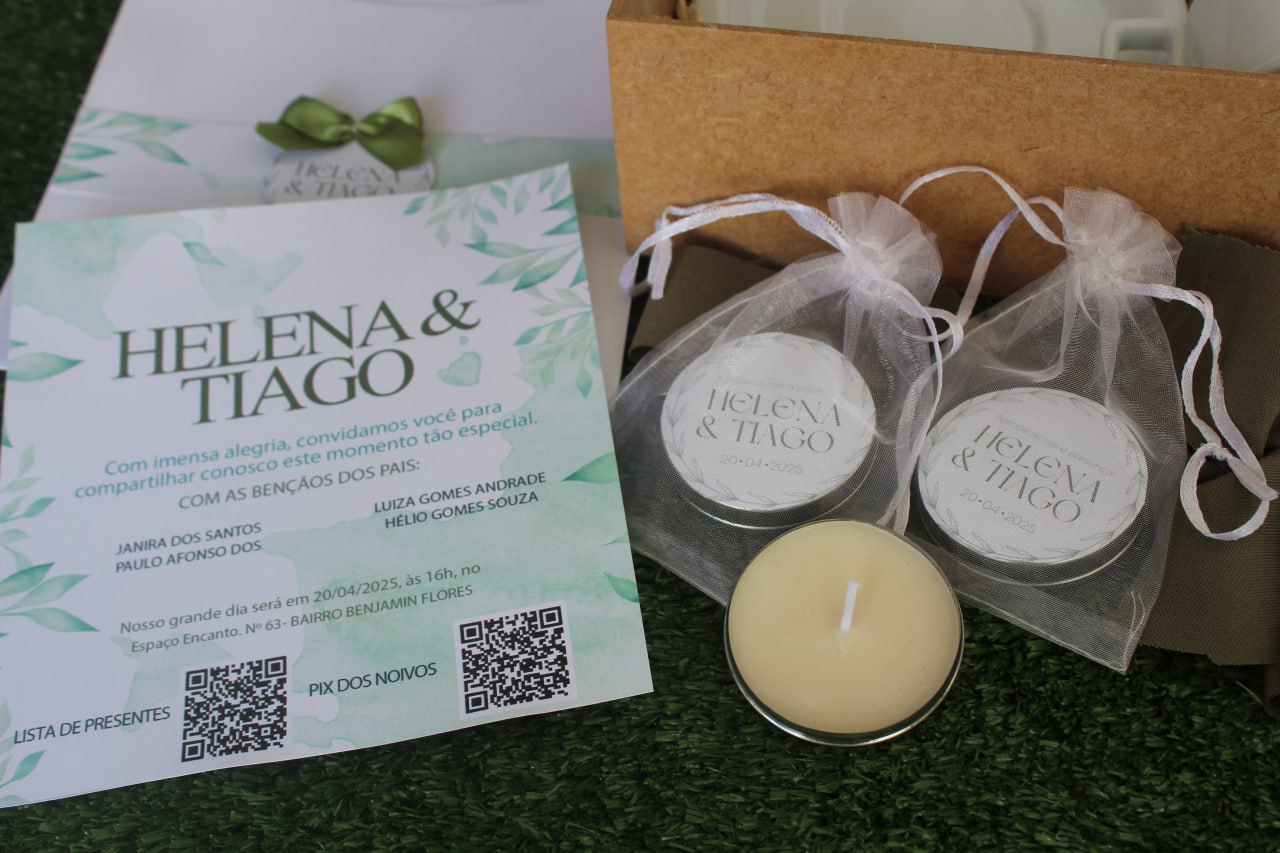 HELENA
& TIAGO
HELENA &
TIAGO
Com imensa alegria, convidamos você para
compartilhar conosco este momento tão especial.
COM AS BENÇÃOS DOS PAIS:
JANIRA DOS SANTOS
PAULO AFONSO DOS
LUIZA GOMES ANDRADE
HÉLIO GOMES SOUZA
Nosso grande dia será em 20/04/2025, às 16h, no
Espaço Encanto. Nº 63- BAIRRO BENJAMIN FLORES
LISTA DE PRESENTES
PIX DOS NOIVOS
HELENA
& TIAGO
20•04•2025
Agradecemos a presença!
HELENA
& TIAGO
20•04•2025